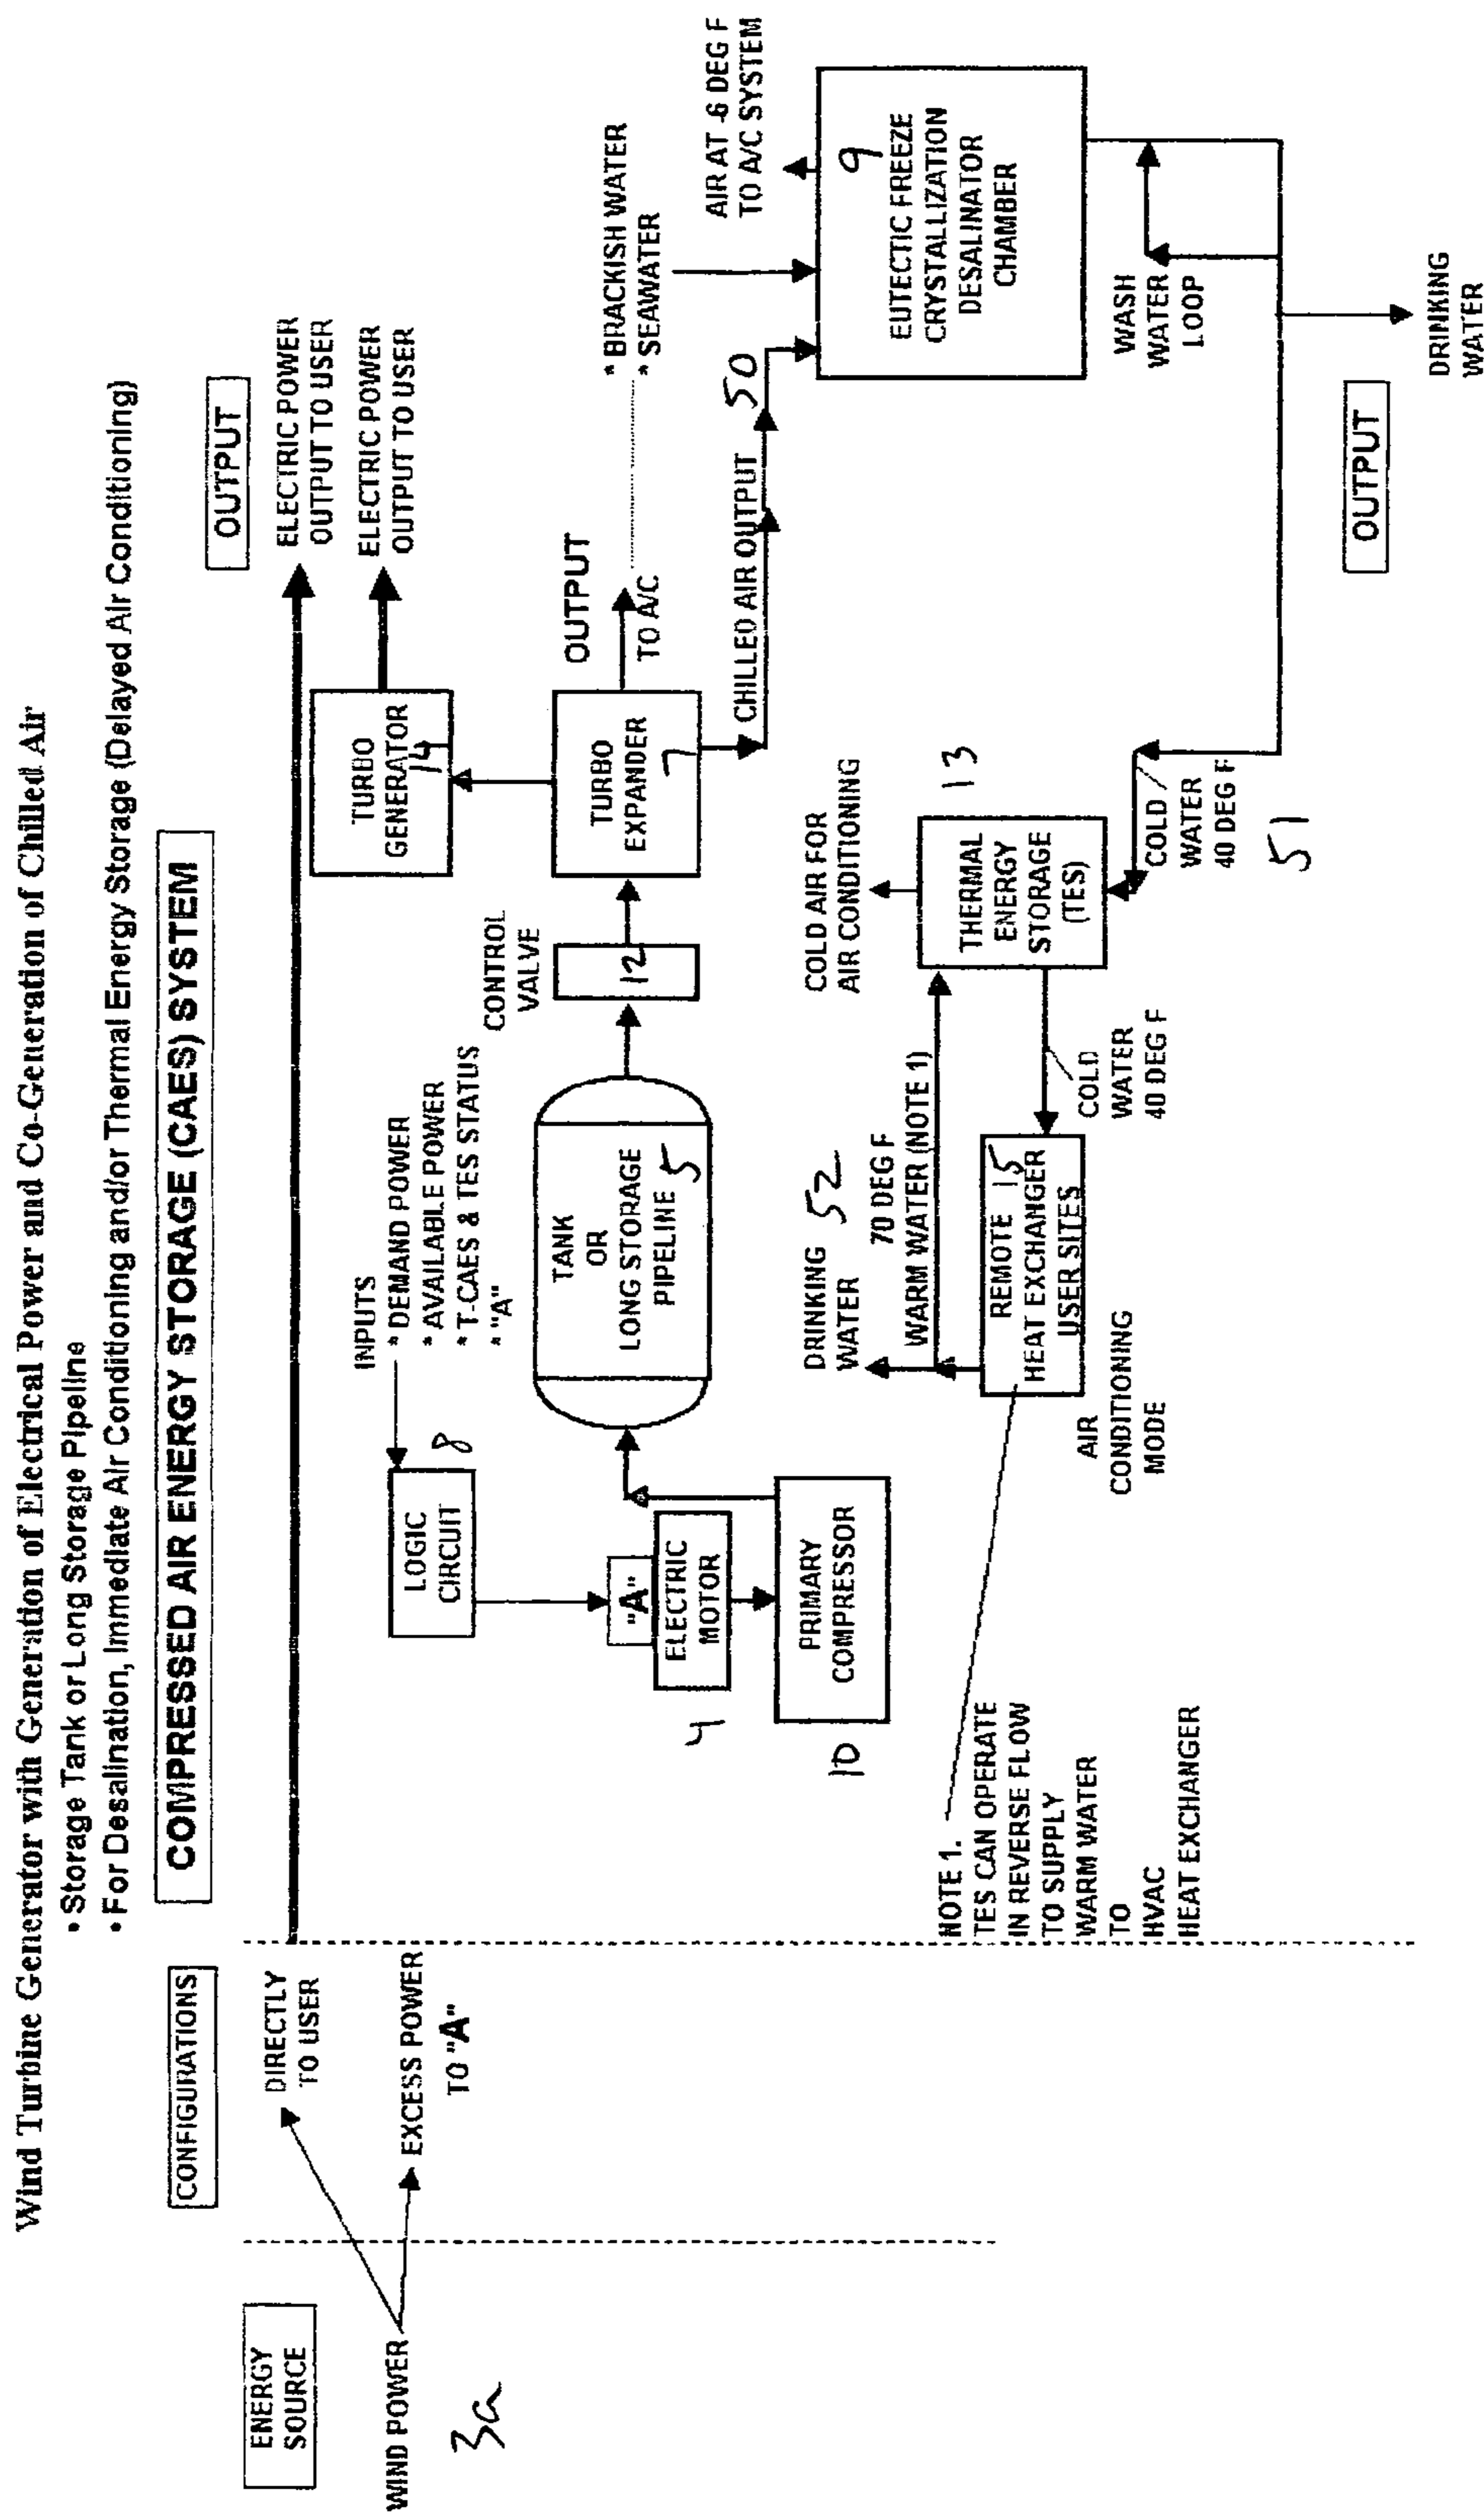 Wind Turbine Generator with Generation of Electrical Power and Co-Generation of Chilled Air
• Storage Tank or Long Storage Pipeline
• For Desalination, Immediate Air Conditioning and/or Thermal Energy Storage (Delayed Air Conditioning)
COMPRESSED AIR ENERGY STORAGE (CAES) SYSTEM
ENERGY
SOURCE
WIND POWER
3a
CONFIGURATIONS
DIRECTLY
TO USER
EXCESS POWER
TO "A"
OUTPUT
ELECTRIC POWER
OUTPUT TO USER
ELECTRIC POWER
OUTPUT TO USER
INPUTS
* DEMAND POWER
* AVAILABLE POWER
* T-CAES & TES STATUS
* "A"
LOGIC
CIRCUIT
8
"A"
ELECTRIC
MOTOR
4
PRIMARY
COMPRESSOR
10
TANK
OR
LONG STORAGE
PIPELINE 5
CONTROL
VALVE
12
TURBO
GENERATOR
14
TURBO
EXPANDER
7
OUTPUT
TO A/C
* BRACKISH WATER
* SEAWATER
CHILLED AIR OUTPUT
50
AIR AT -6 DEG F
TO A/C SYSTEM
9
EUTECTIC FREEZE
CRYSTALLIZATION
DESALINATOR
CHAMBER
WASH
WATER
LOOP
DRINKING
WATER
OUTPUT
COLD AIR FOR
AIR CONDITIONING
13
THERMAL
ENERGY
STORAGE
(TES)
COLD
WATER
40 DEG F
51
DRINKING
WATER
52
70 DEG F
WARM WATER (NOTE 1)
COLD
WATER
40 DEG F
REMOTE 15
HEAT EXCHANGER
USER SITES
AIR
CONDITIONING
MODE
NOTE 1.
TES CAN OPERATE
IN REVERSE FLOW
TO SUPPLY
WARM WATER
TO
HVAC
HEAT EXCHANGER